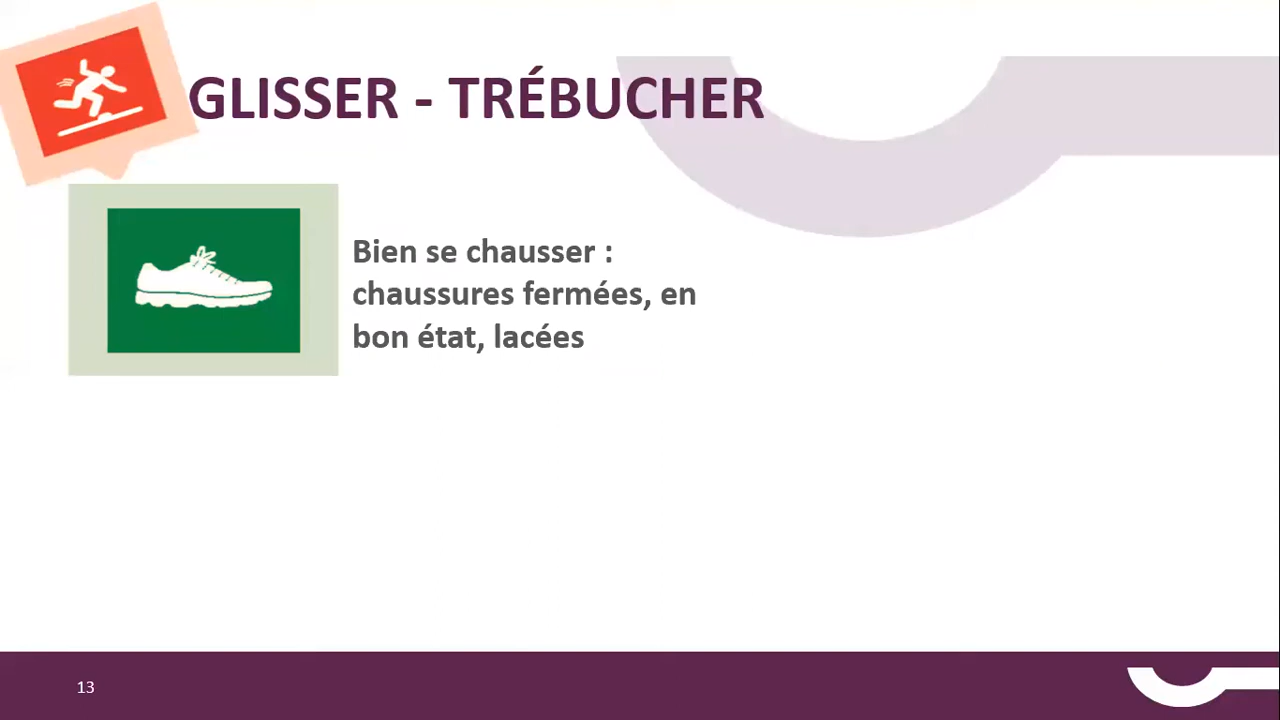 GLISSER - TRÉBUCHER
Bien se chausser :
chaussures fermées, en
bon état, lacées
13